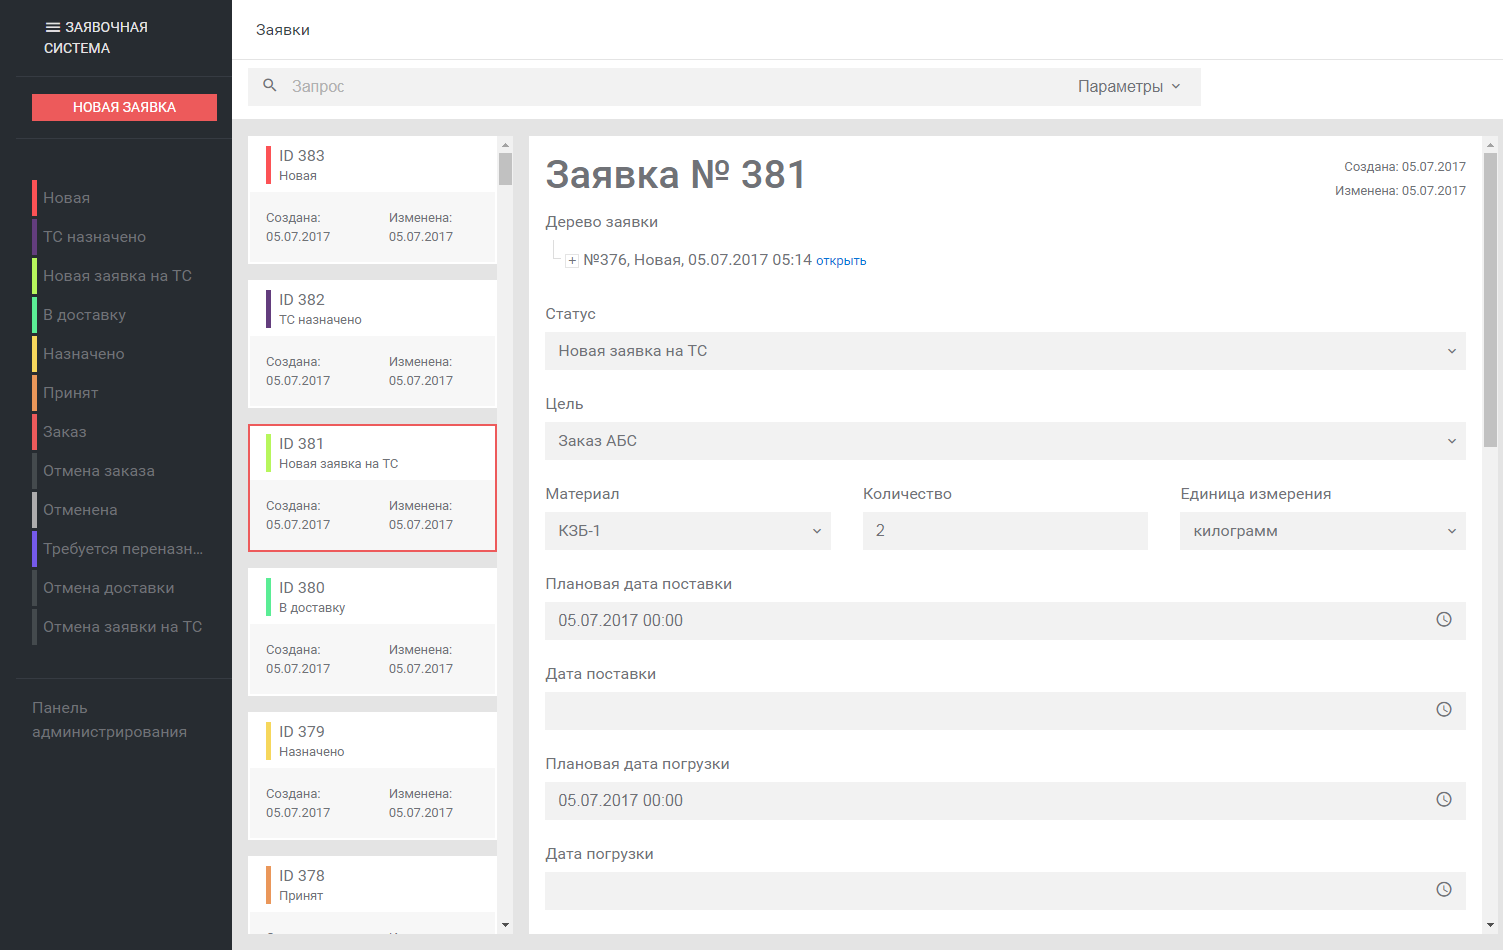 ЗАЯВОЧНАЯ
СИСТЕМА
НОВАЯ ЗАЯВКА
Новая
ТС назначено
Новая заявка на ТС
В доставку
Назначено
Принят
Заказ
Отмена заказа
Отменена
Требуется переназн...
Отмена доставки
Отмена заявки на ТС
Панель
администрирования
Заявки
Запрос
Параметры
ID 383
Новая
Создана: Изменена:
05.07.2017 05.07.2017
ID 382
ТС назначено
Создана: Изменена:
05.07.2017 05.07.2017
ID 381
Новая заявка на ТС
Создана: Изменена:
05.07.2017 05.07.2017
ID 380
В доставку
Создана: Изменена:
05.07.2017 05.07.2017
ID 379
Назначено
Создана: Изменена:
05.07.2017 05.07.2017
ID 378
Принят
Заявка № 381
Создана: 05.07.2017
Изменена: 05.07.2017
Дерево заявки
№376, Новая, 05.07.2017 05:14 открыть
Статус
Новая заявка на ТС
Цель
Заказ АБС
Материал Количество Единица измерения
КЗБ-1 2 килограмм
Плановая дата поставки
05.07.2017 00:00
Дата поставки
Плановая дата погрузки
05.07.2017 00:00
Дата погрузки